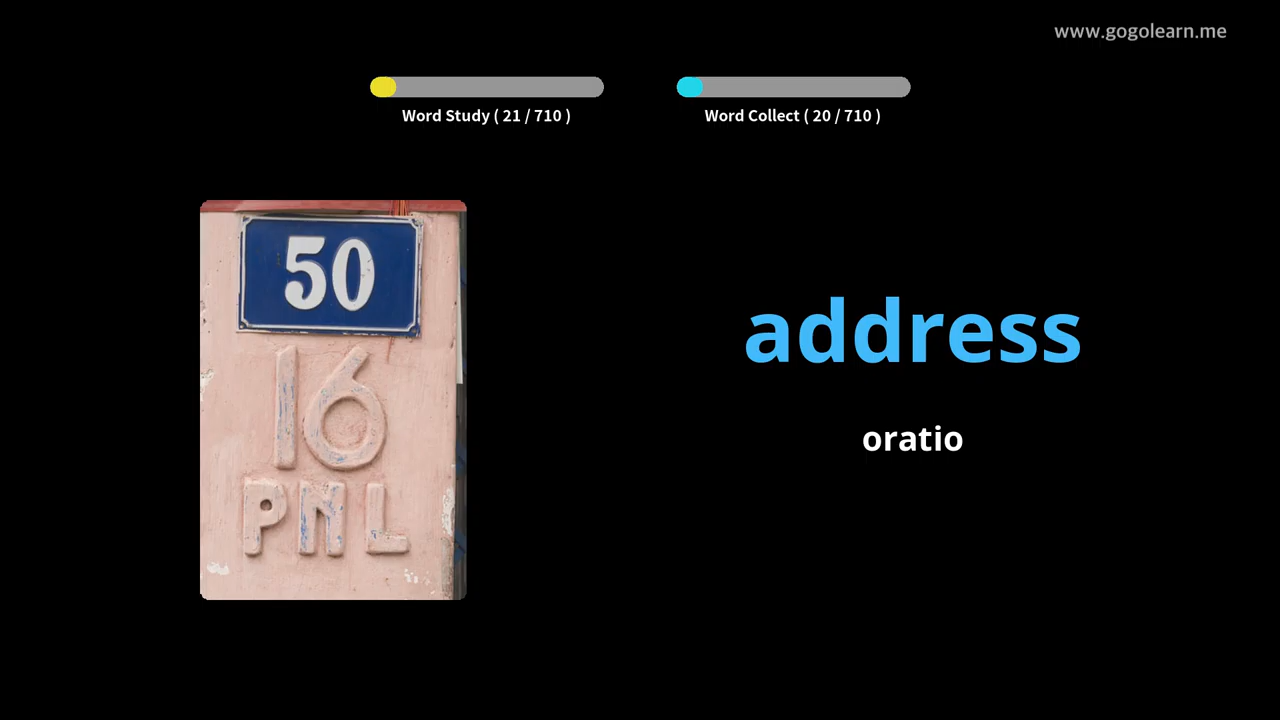 www.gogolearn.me
Word Study ( 21 / 710 )
Word Collect ( 20 / 710 )
50
16
PNL
address
oratio